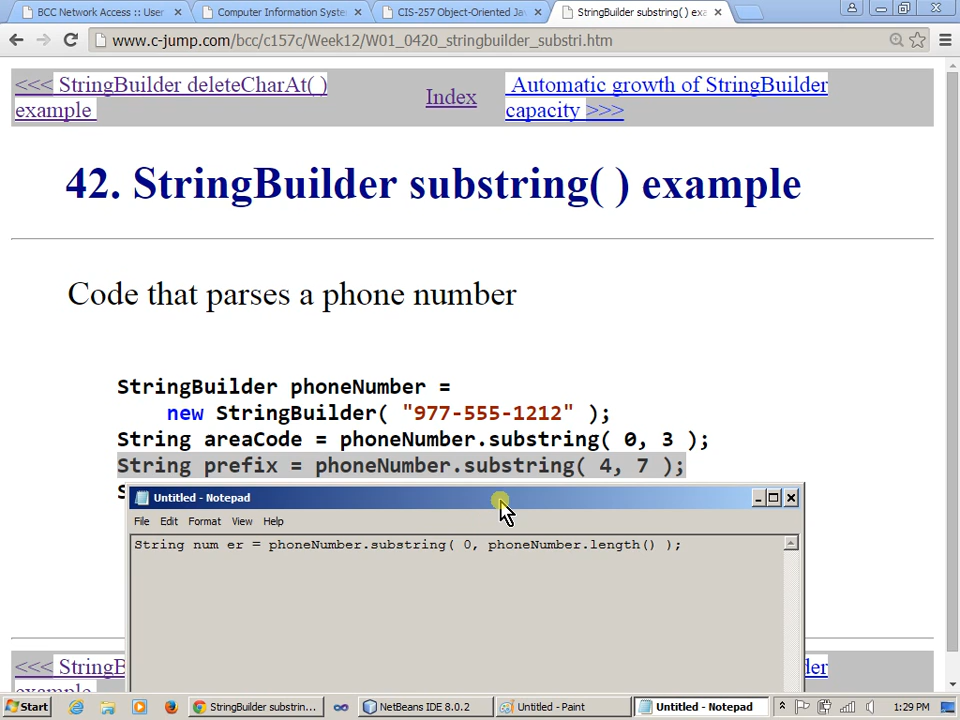 BCC Network Access :: User
Computer Information System
CIS-257 Object-Oriented Jav
StringBuilder substring( ) exa
www.c-jump.com/bcc/c157c/Week12/W01_0420_stringbuilder_substri.htm
<<< StringBuilder deleteCharAt( ) example
Index
Automatic growth of StringBuilder capacity >>>
42. StringBuilder substring( ) example
Code that parses a phone number
StringBuilder phoneNumber =
new StringBuilder( "977-555-1212" );
String areaCode = phoneNumber.substring( 0, 3 );
String prefix = phoneNumber.substring( 4, 7 );
Untitled - Notepad
File Edit Format View Help
String num er = phoneNumber.substring( 0, phoneNumber.length() );
<<< StringB
der
Start
StringBuilder substrin...
NetBeans IDE 8.0.2
Untitled - Paint
Untitled - Notepad
1:29 PM